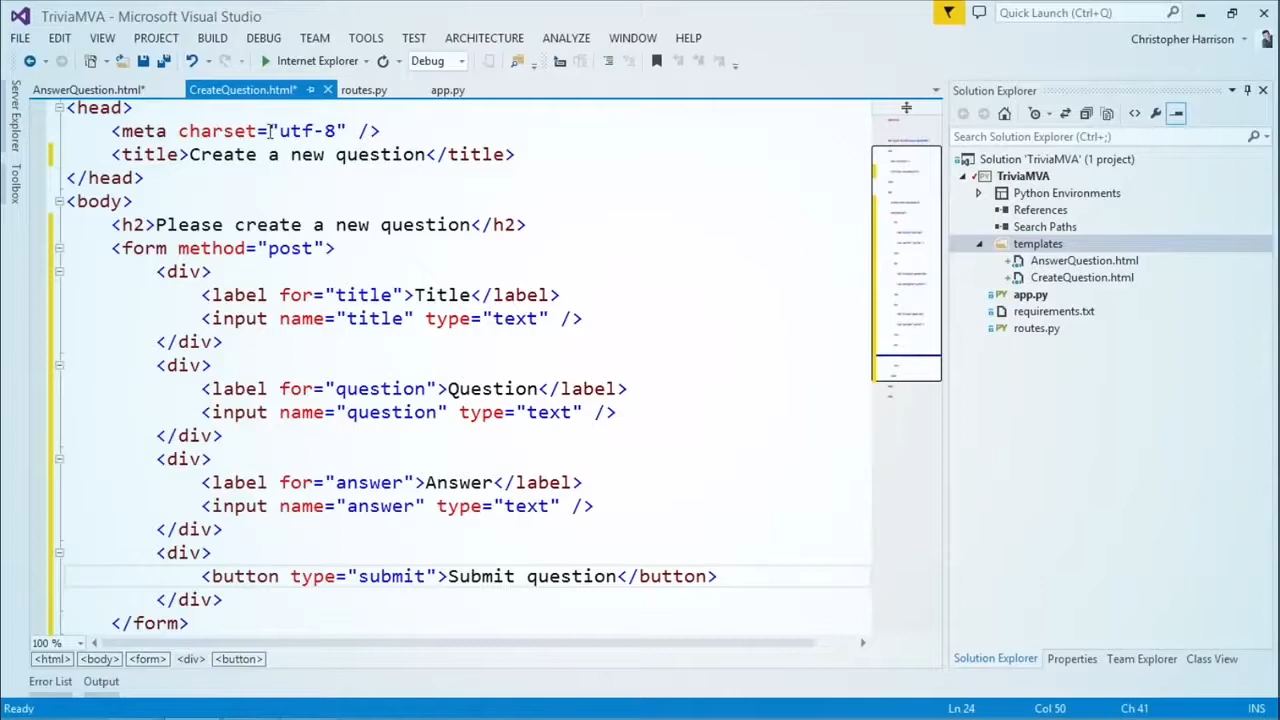 TriviaMVA - Microsoft Visual Studio
Quick Launch (Ctrl+Q)
FILE EDIT VIEW PROJECT BUILD DEBUG TEAM TOOLS TEST ARCHITECTURE ANALYZE WINDOW HELP
Christopher Harrison
Internet Explorer
Debug
Server Explorer
Toolbox
AnswerQuestion.html*
CreateQuestion.html*
routes.py
app.py
<head>
<meta charset="utf-8" />
<title>Create a new question</title>
</head>
<body>
<h2>Please create a new question</h2>
<form method="post">
<div>
<label for="title">Title</label>
<input name="title" type="text" />
</div>
<div>
<label for="question">Question</label>
<input name="question" type="text" />
</div>
<div>
<label for="answer">Answer</label>
<input name="answer" type="text" />
</div>
<div>
<button type="submit">Submit question</button>
</div>
</form>
100 %
<html> <body> <form> <div> <button>
Error List Output
Solution Explorer
Search Solution Explorer (Ctrl+;)
Solution 'TriviaMVA' (1 project)
TriviaMVA
Python Environments
References
Search Paths
templates
AnswerQuestion.html
CreateQuestion.html
app.py
requirements.txt
routes.py
Solution Explorer Properties Team Explorer Class View
Ready
Ln 24 Col 50 Ch 41 INS